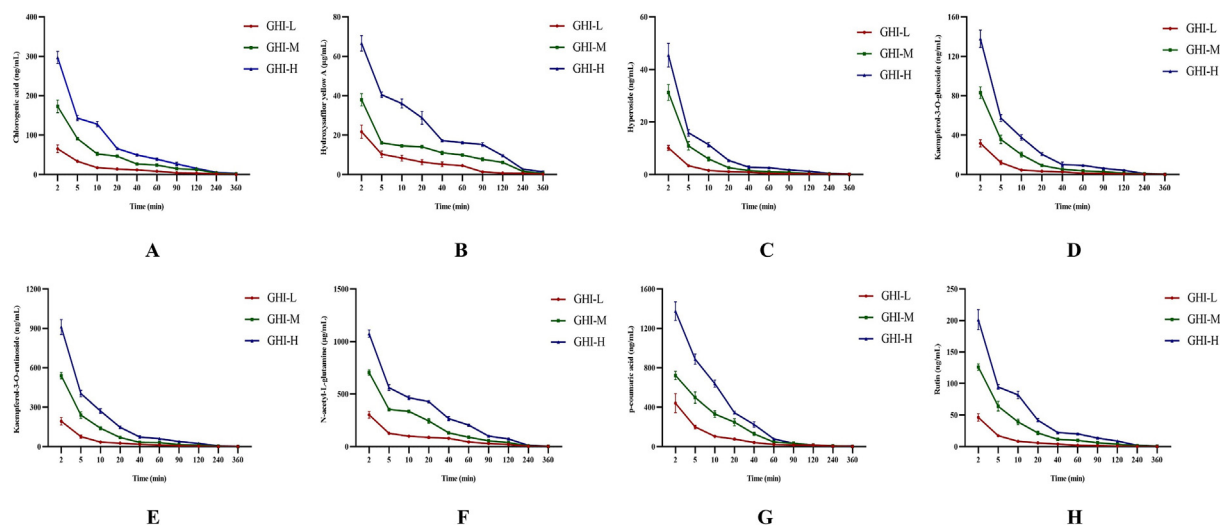 Chlorogenic acid (ng/mL)
400
300
200
100
0
2 5 10 20 40 60 90 120 240 360
Time (min)
GHI-L
GHI-M
GHI-H
A
Hydroxysafflor yellow A (μg/mL)
80
60
40
20
0
2 5 10 20 40 60 90 120 240 360
Time (min)
GHI-L
GHI-M
GHI-H
B
Hyperoside (ng/mL)
60
40
20
0
2 5 10 20 40 60 90 120 240 360
Time (min)
GHI-L
GHI-M
GHI-H
C
Kaempferol-3-O-glucoside (ng/mL)
160
120
80
40
0
2 5 10 20 40 60 90 120 240 360
Time (min)
GHI-L
GHI-M
GHI-H
D
Kaempferol-3-O-rutinoside (ng/mL)
1200
900
600
300
0
2 5 10 20 40 60 90 120 240 360
Time (min)
GHI-L
GHI-M
GHI-H
E
N-acetyl-L-glutamine (μg/mL)
1500
1000
500
0
2 5 10 20 40 60 90 120 240 360
Time (min)
GHI-L
GHI-M
GHI-H
F
p-coumaric acid (ng/mL)
1600
1200
800
400
0
2 5 10 20 40 60 90 120 240 360
Time (min)
GHI-L
GHI-M
GHI-H
G
Rutin (ng/mL)
250
200
150
100
50
0
2 5 10 20 40 60 90 120 240 360
Time (min)
GHI-L
GHI-M
GHI-H
H